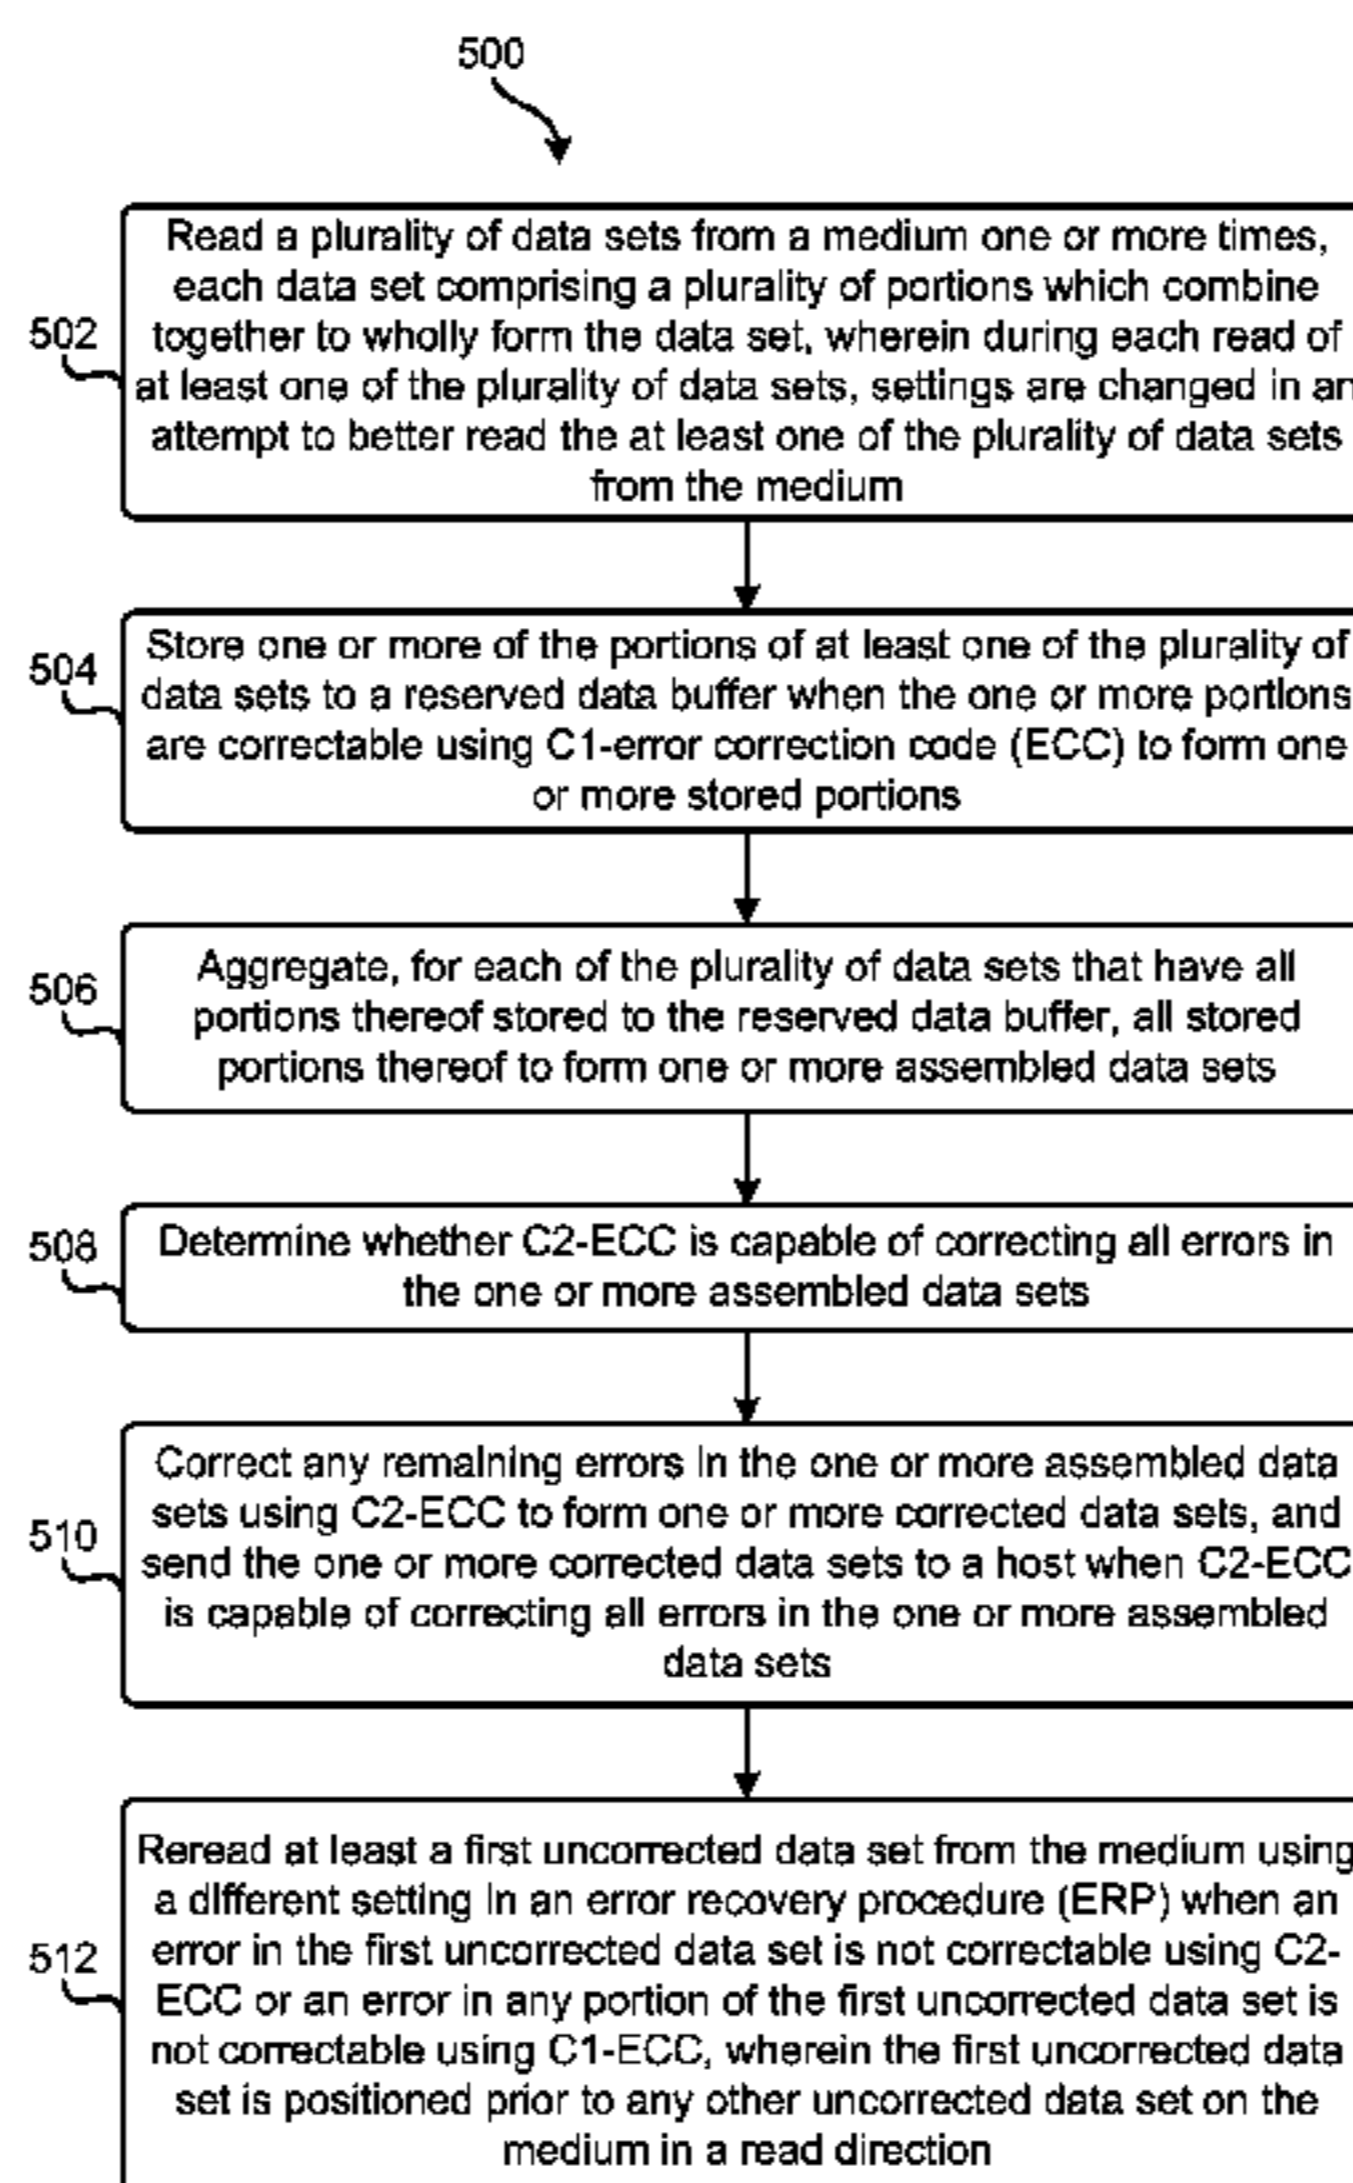 500
502
Read a plurality of data sets from a medium one or more times,
each data set comprising a plurality of portions which combine
together to wholly form the data set, wherein during each read of
at least one of the plurality of data sets, settings are changed in an
attempt to better read the at least one of the plurality of data sets
from the medium
504
Store one or more of the portions of at least one of the plurality of
data sets to a reserved data buffer when the one or more portions
are correctable using C1-error correction code (ECC) to form one
or more stored portions
506
Aggregate, for each of the plurality of data sets that have all
portions thereof stored to the reserved data buffer, all stored
portions thereof to form one or more assembled data sets
508
Determine whether C2-ECC is capable of correcting all errors in
the one or more assembled data sets
510
Correct any remaining errors in the one or more assembled data
sets using C2-ECC to form one or more corrected data sets, and
send the one or more corrected data sets to a host when C2-ECC
is capable of correcting all errors in the one or more assembled
data sets
512
Reread at least a first uncorrected data set from the medium using
a different setting in an error recovery procedure (ERP) when an
error in the first uncorrected data set is not correctable using C2-
ECC or an error in any portion of the first uncorrected data set is
not correctable using C1-ECC, wherein the first uncorrected data
set is positioned prior to any other uncorrected data set on the
medium in a read direction